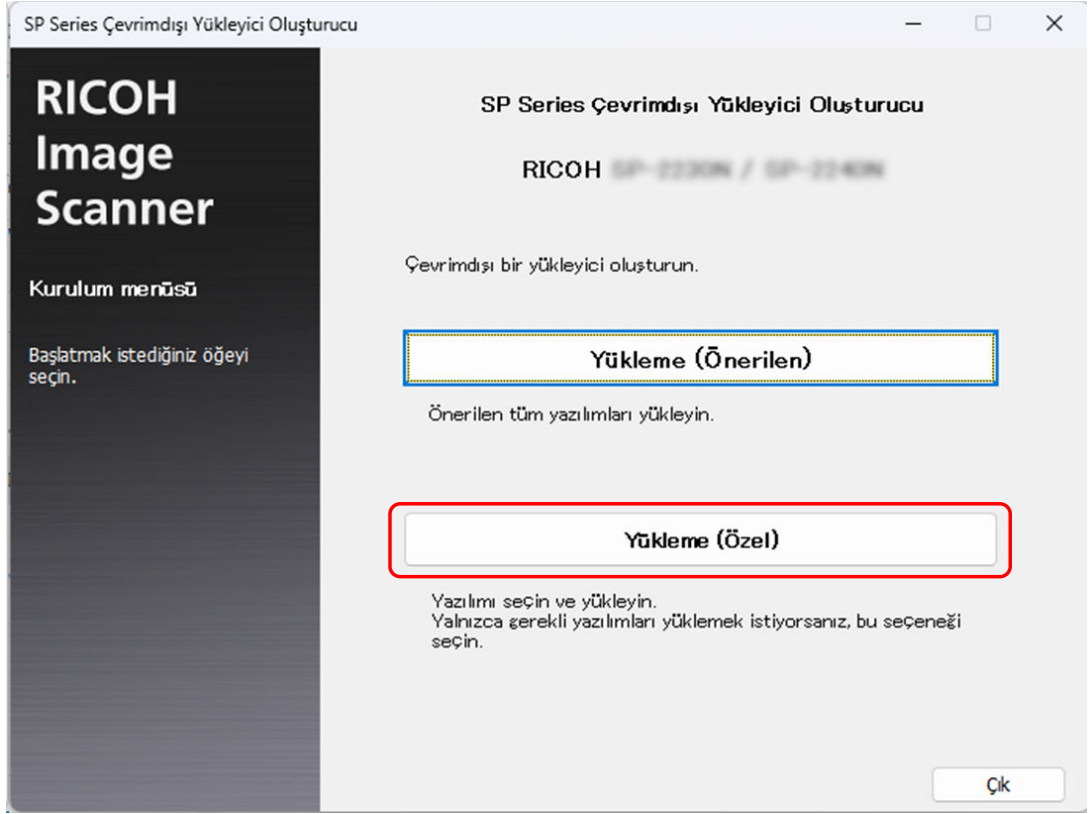 SP Series Çevrimdışı Yükleyici Oluşturucu
RICOH
Image
Scanner
Kurulum menüsü
Başlatmak istediğiniz öğeyi
seçin.
SP Series Çevrimdışı Yükleyici Oluşturucu
RICOH
Çevrimdışı bir yükleyici oluşturun.
Yükleme (Önerilen)
Önerilen tüm yazılımları yükleyin.
Yükleme (Özel)
Yazılımı seçin ve yükleyin.
Yalnızca gerekli yazılımları yüklemek istiyorsanız, bu seçeneği
seçin.
Çık